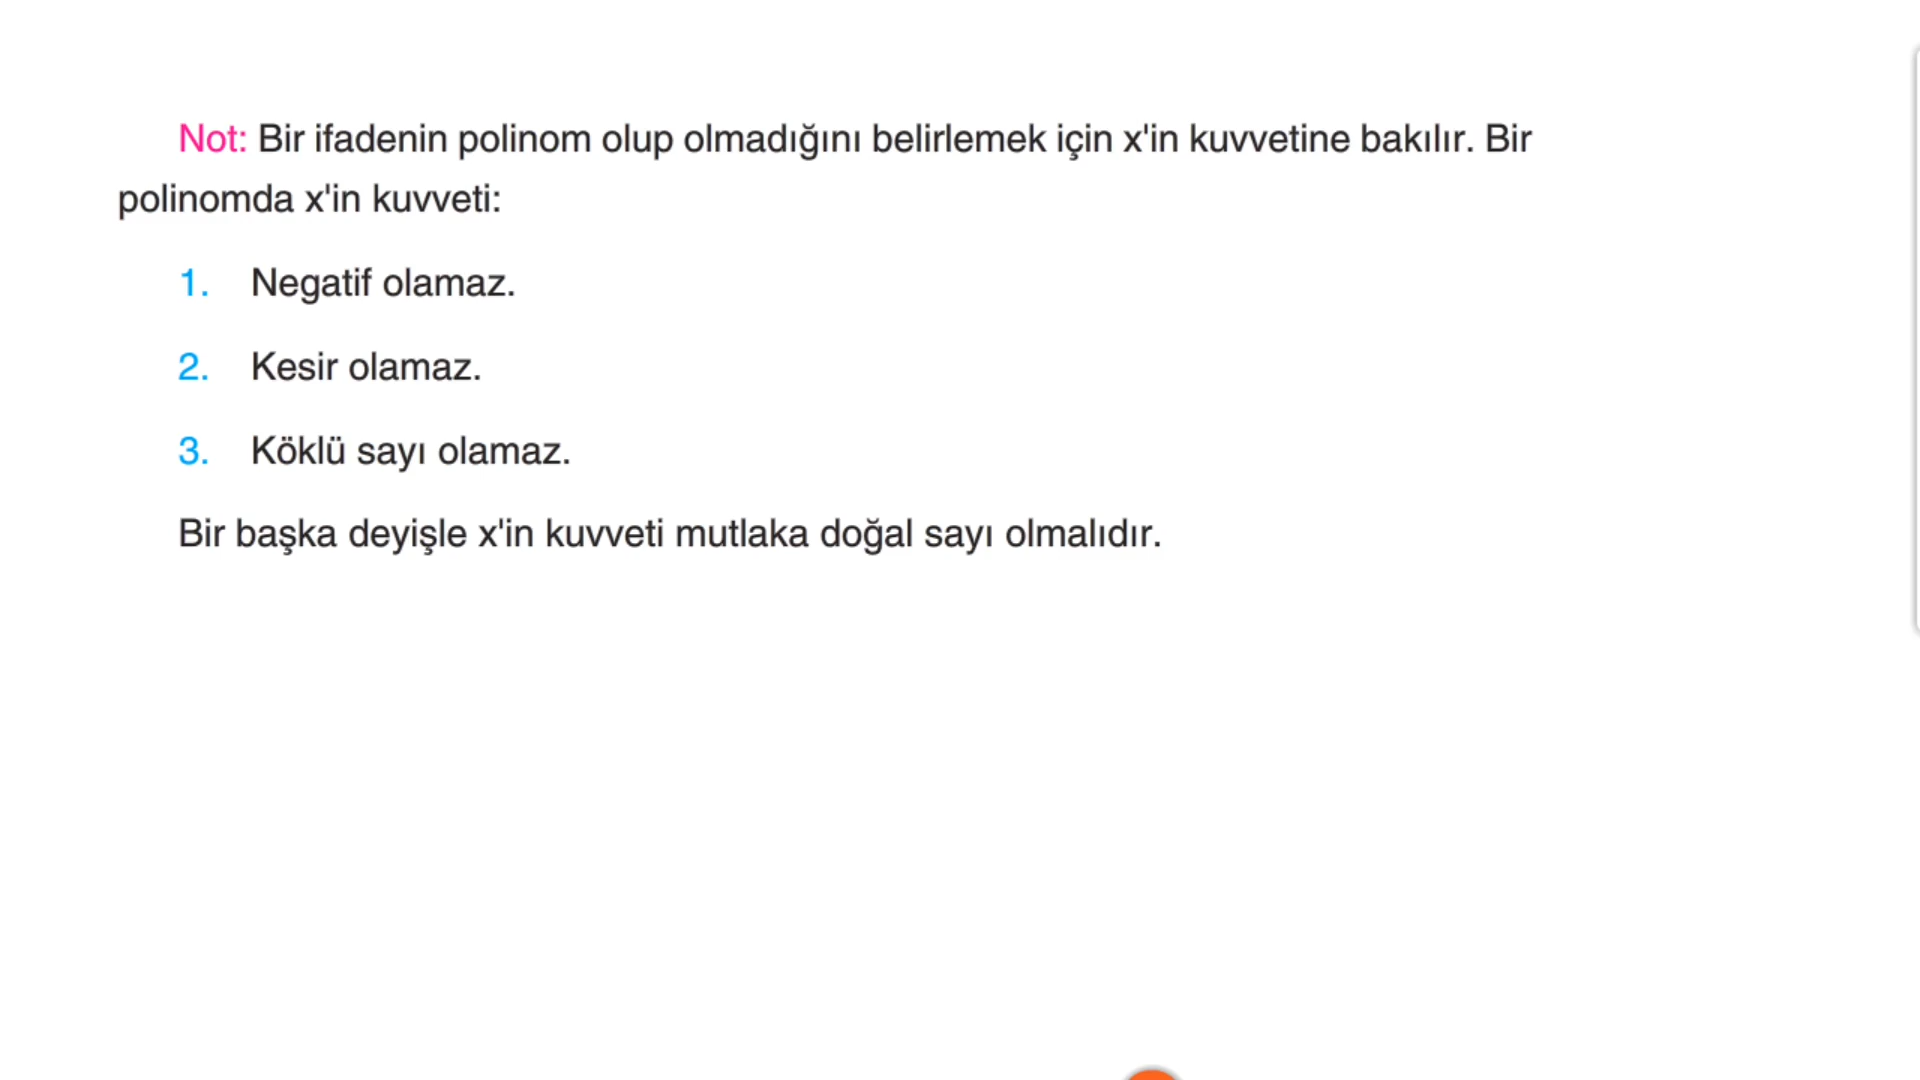 Not: Bir ifadenin polinom olup olmadığını belirlemek için x'in kuvvetine bakılır. Bir
polinomda x'in kuvveti:
1. Negatif olamaz.
2. Kesir olamaz.
3. Köklü sayı olamaz.
Bir başka deyişle x'in kuvveti mutlaka doğal sayı olmalıdır.